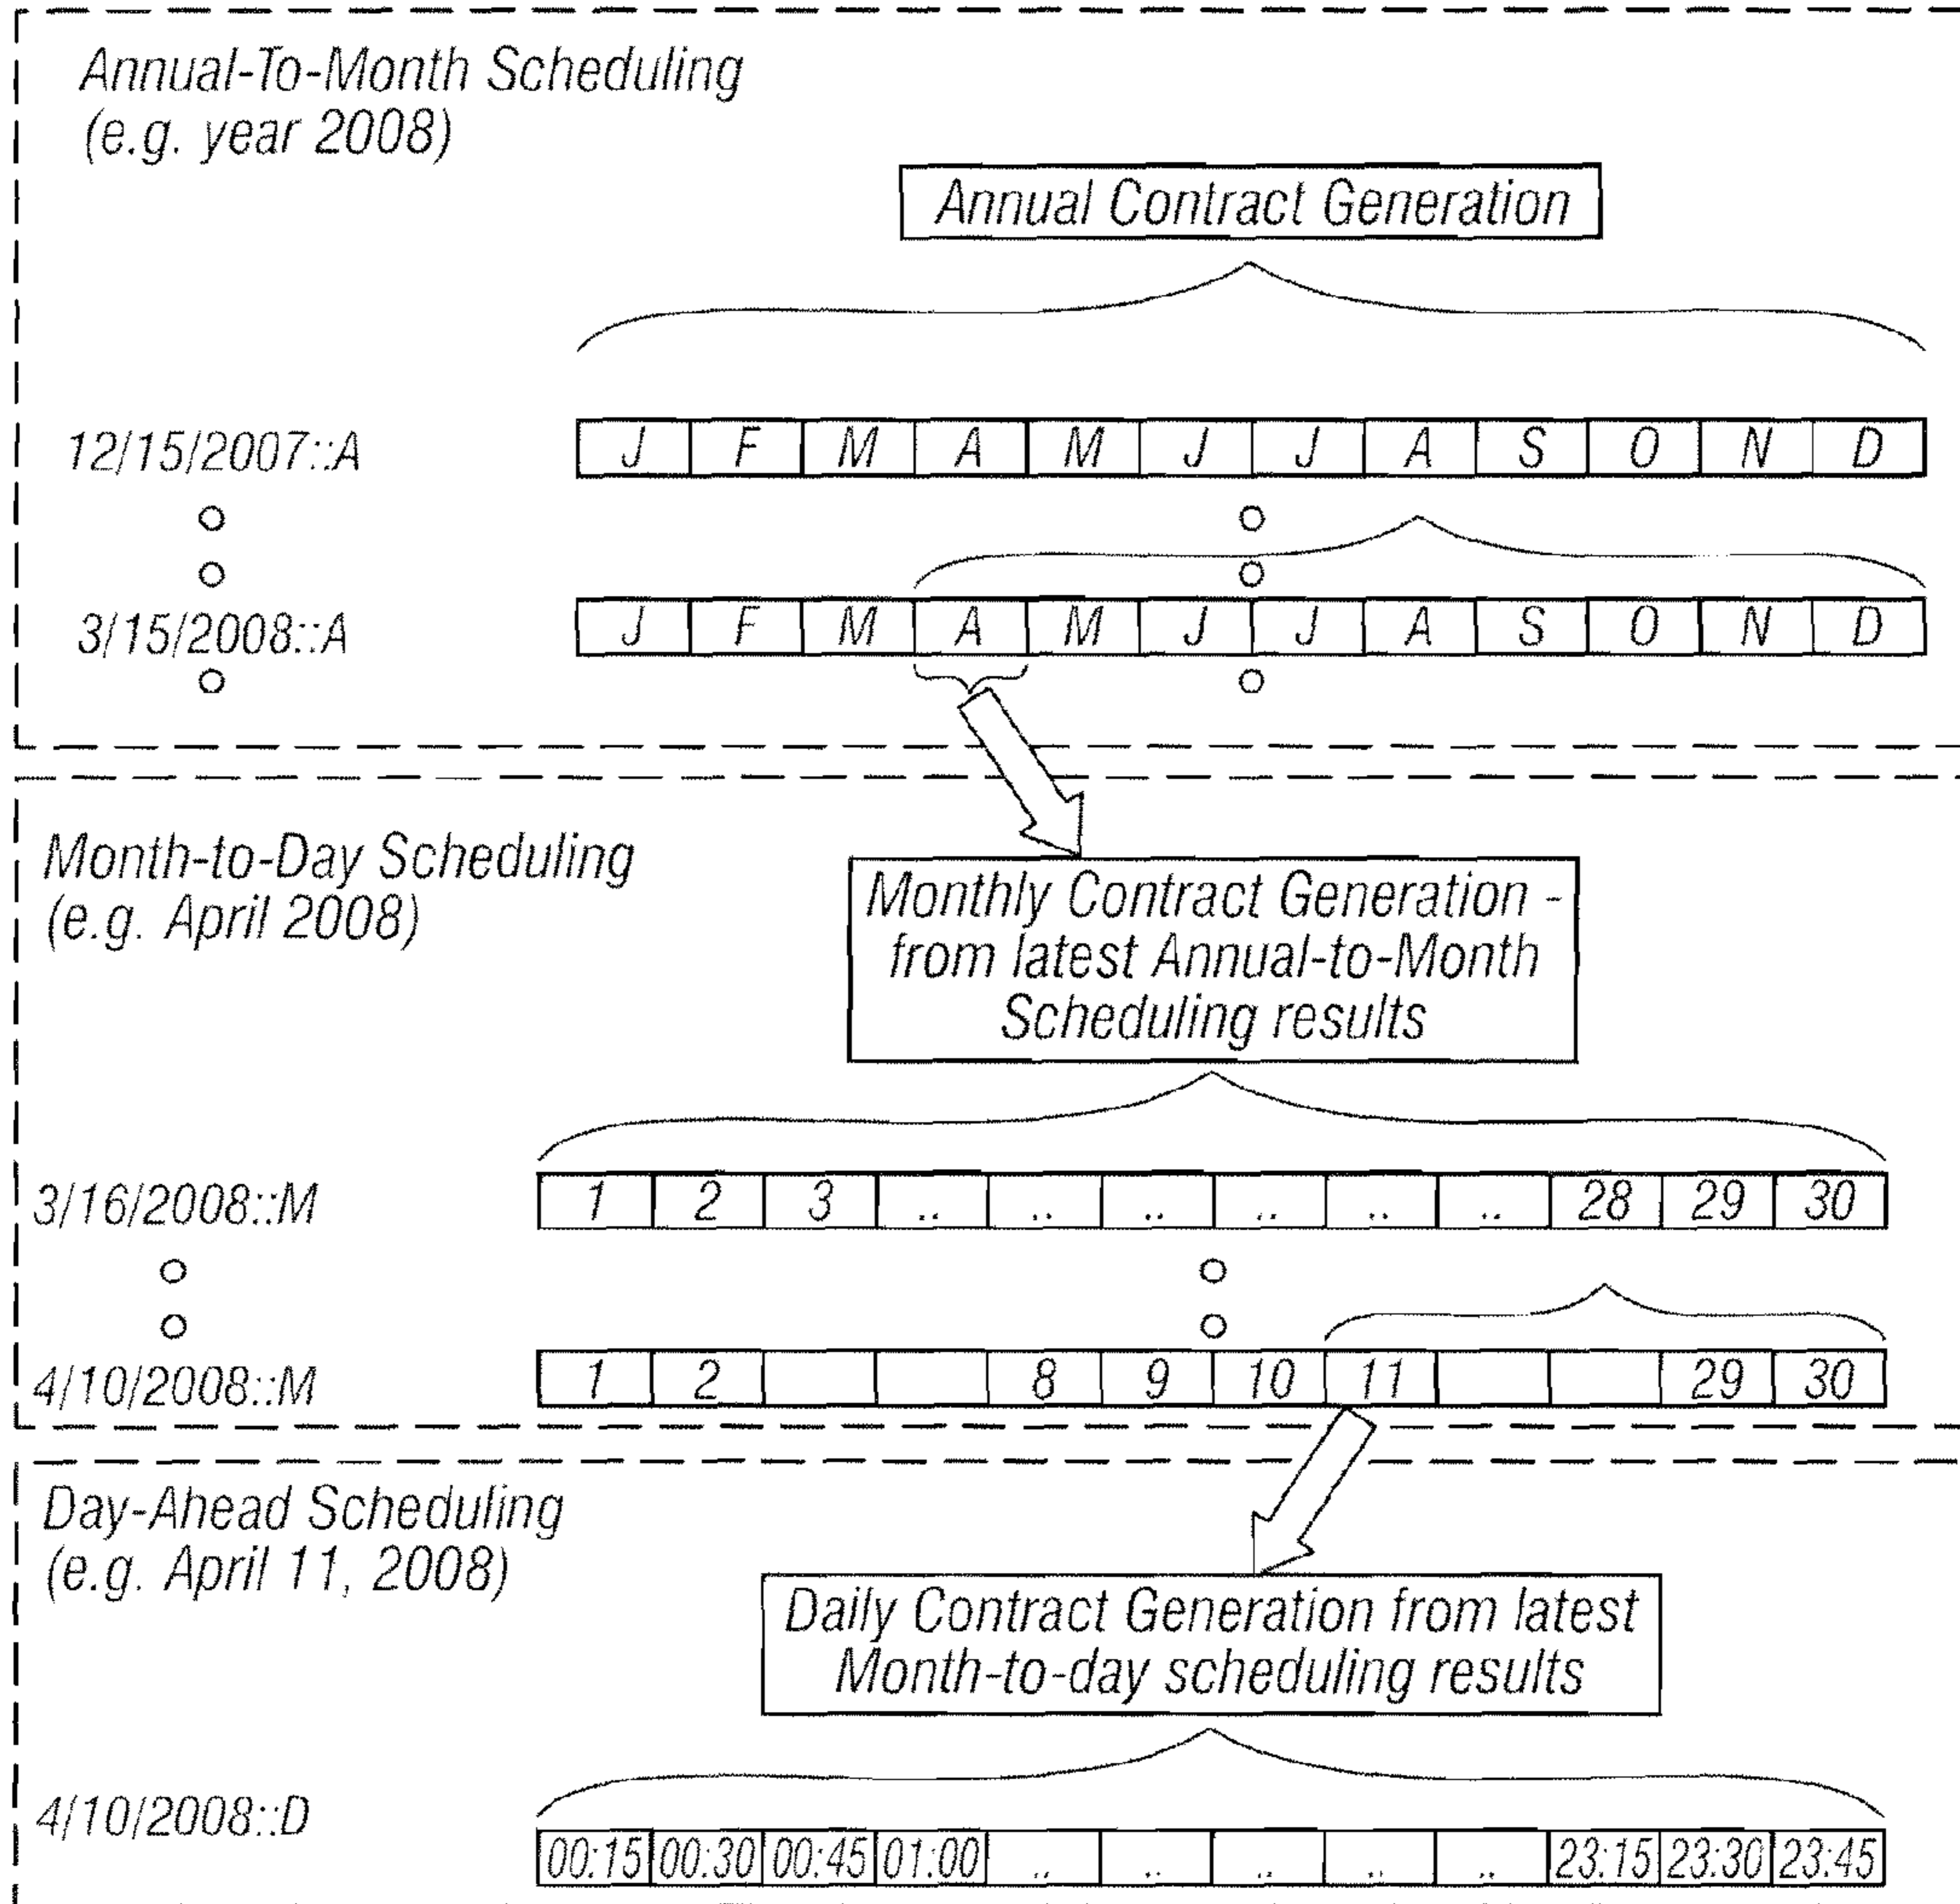 Annual-To-Month Scheduling
(e.g. year 2008)
Annual Contract Generation
12/15/2007::A
J F M A M J J A S O N D
3/15/2008::A
J F M A M J J A S O N D
Month-to-Day Scheduling
(e.g. April 2008)
Monthly Contract Generation -
from latest Annual-to-Month
Scheduling results
3/16/2008::M
1 2 3 .. .. .. .. .. .. 28 29 30
4/10/2008::M
1 2 8 9 10 11 29 30
Day-Ahead Scheduling
(e.g. April 11, 2008)
Daily Contract Generation from latest
Month-to-day scheduling results
4/10/2008::D
00:15 00:30 00:45 01:00 .. .. .. .. .. 23:15 23:30 23:45